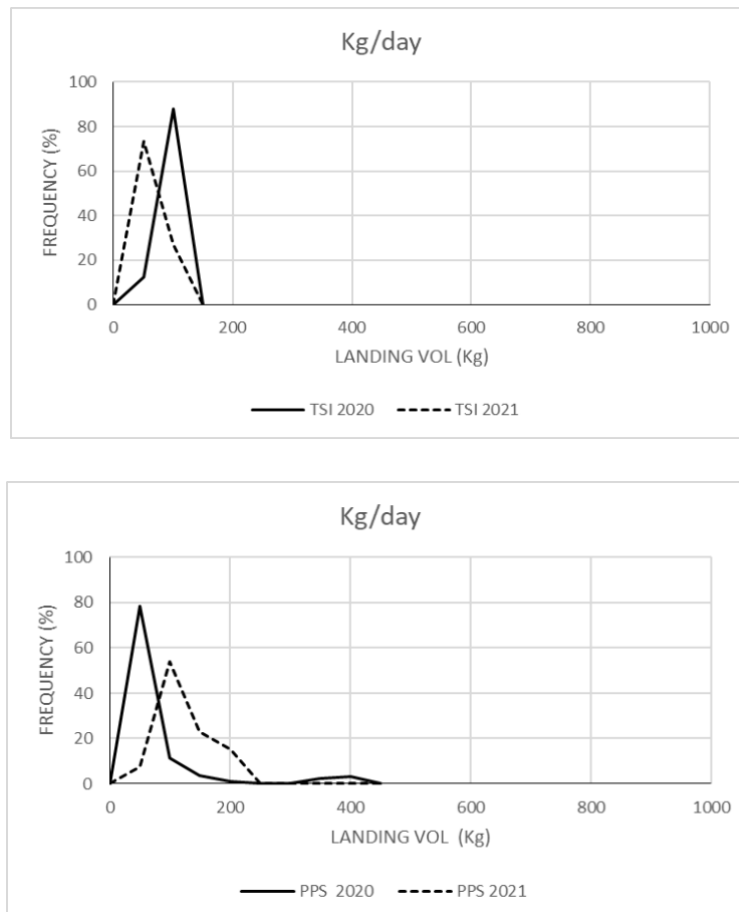 Kg/day
100
80
60
40
20
0
FREQUENCY (%)
0 200 400 600 800 1000
LANDING VOL (Kg)
TSI 2020 TSI 2021
Kg/day
100
80
60
40
20
0
FREQUENCY (%)
0 200 400 600 800 1000
LANDING VOL (Kg)
PPS 2020 PPS 2021